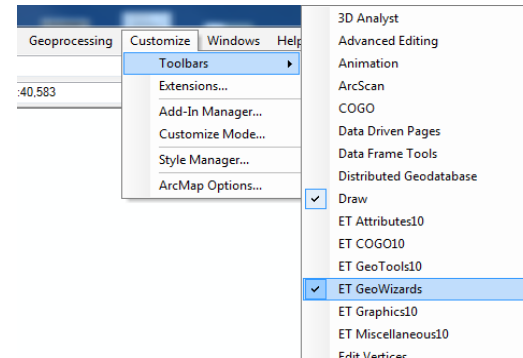 Geoprocessing Customize Windows Help
:40,583
Toolbars
Extensions...
Add-In Manager...
Customize Mode...
Style Manager...
ArcMap Options...
3D Analyst
Advanced Editing
Animation
ArcScan
COGO
Data Driven Pages
Data Frame Tools
Distributed Geodatabase
Draw
ET Attributes10
ET COGO10
ET GeoTools10
ET GeoWizards
ET Graphics10
ET Miscellaneous10
Edit Vertices